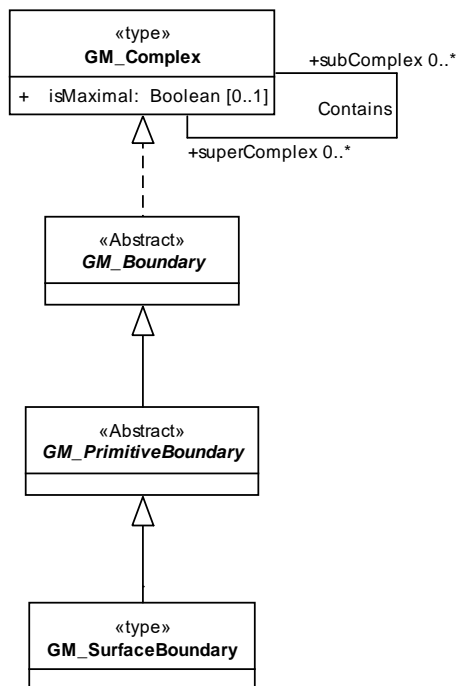 «type»
GM_Complex
+ isMaximal: Boolean [0..1]
+subComplex 0..*
Contains
+superComplex 0..*
«Abstract»
GM_Boundary
«Abstract»
GM_PrimitiveBoundary
«type»
GM_SurfaceBoundary